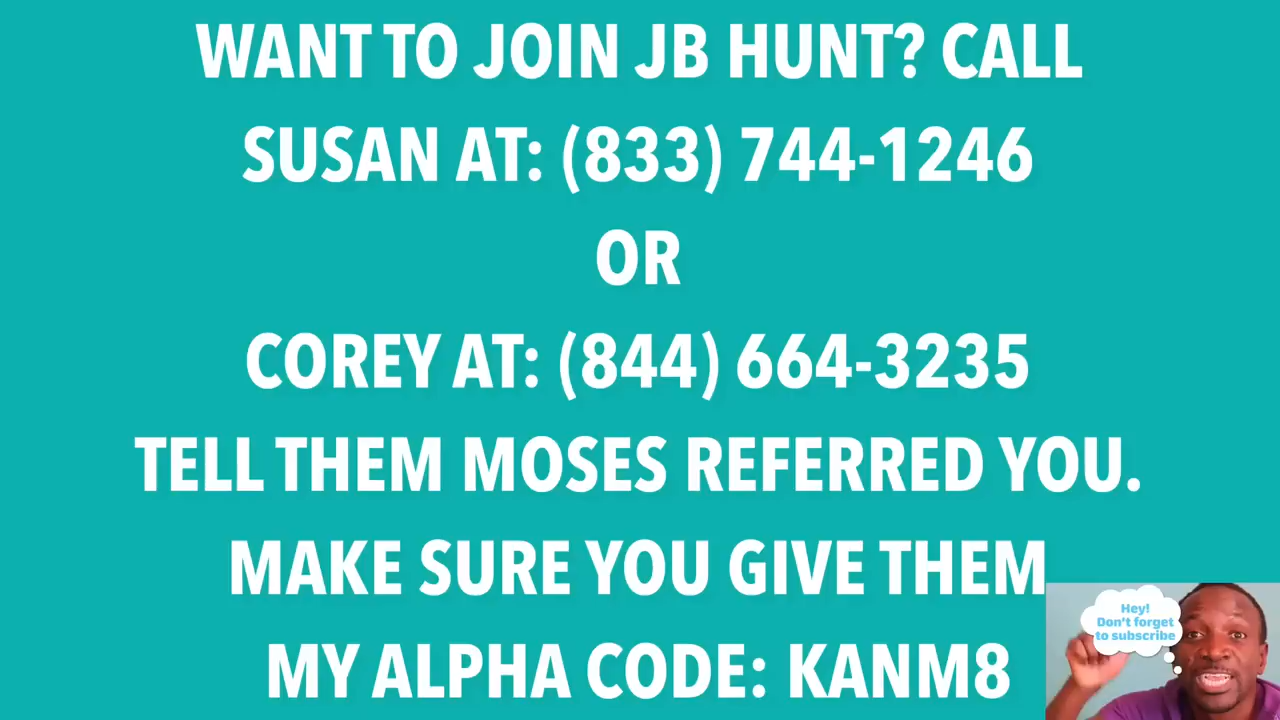 WANT TO JOIN JB HUNT? CALL
SUSAN AT: (833) 744-1246
OR
COREY AT: (844) 664-3235
TELL THEM MOSES REFERRED YOU.
MAKE SURE YOU GIVE THEM
MY ALPHA CODE: KANM8
Hey!
Don't forget
to subscribe